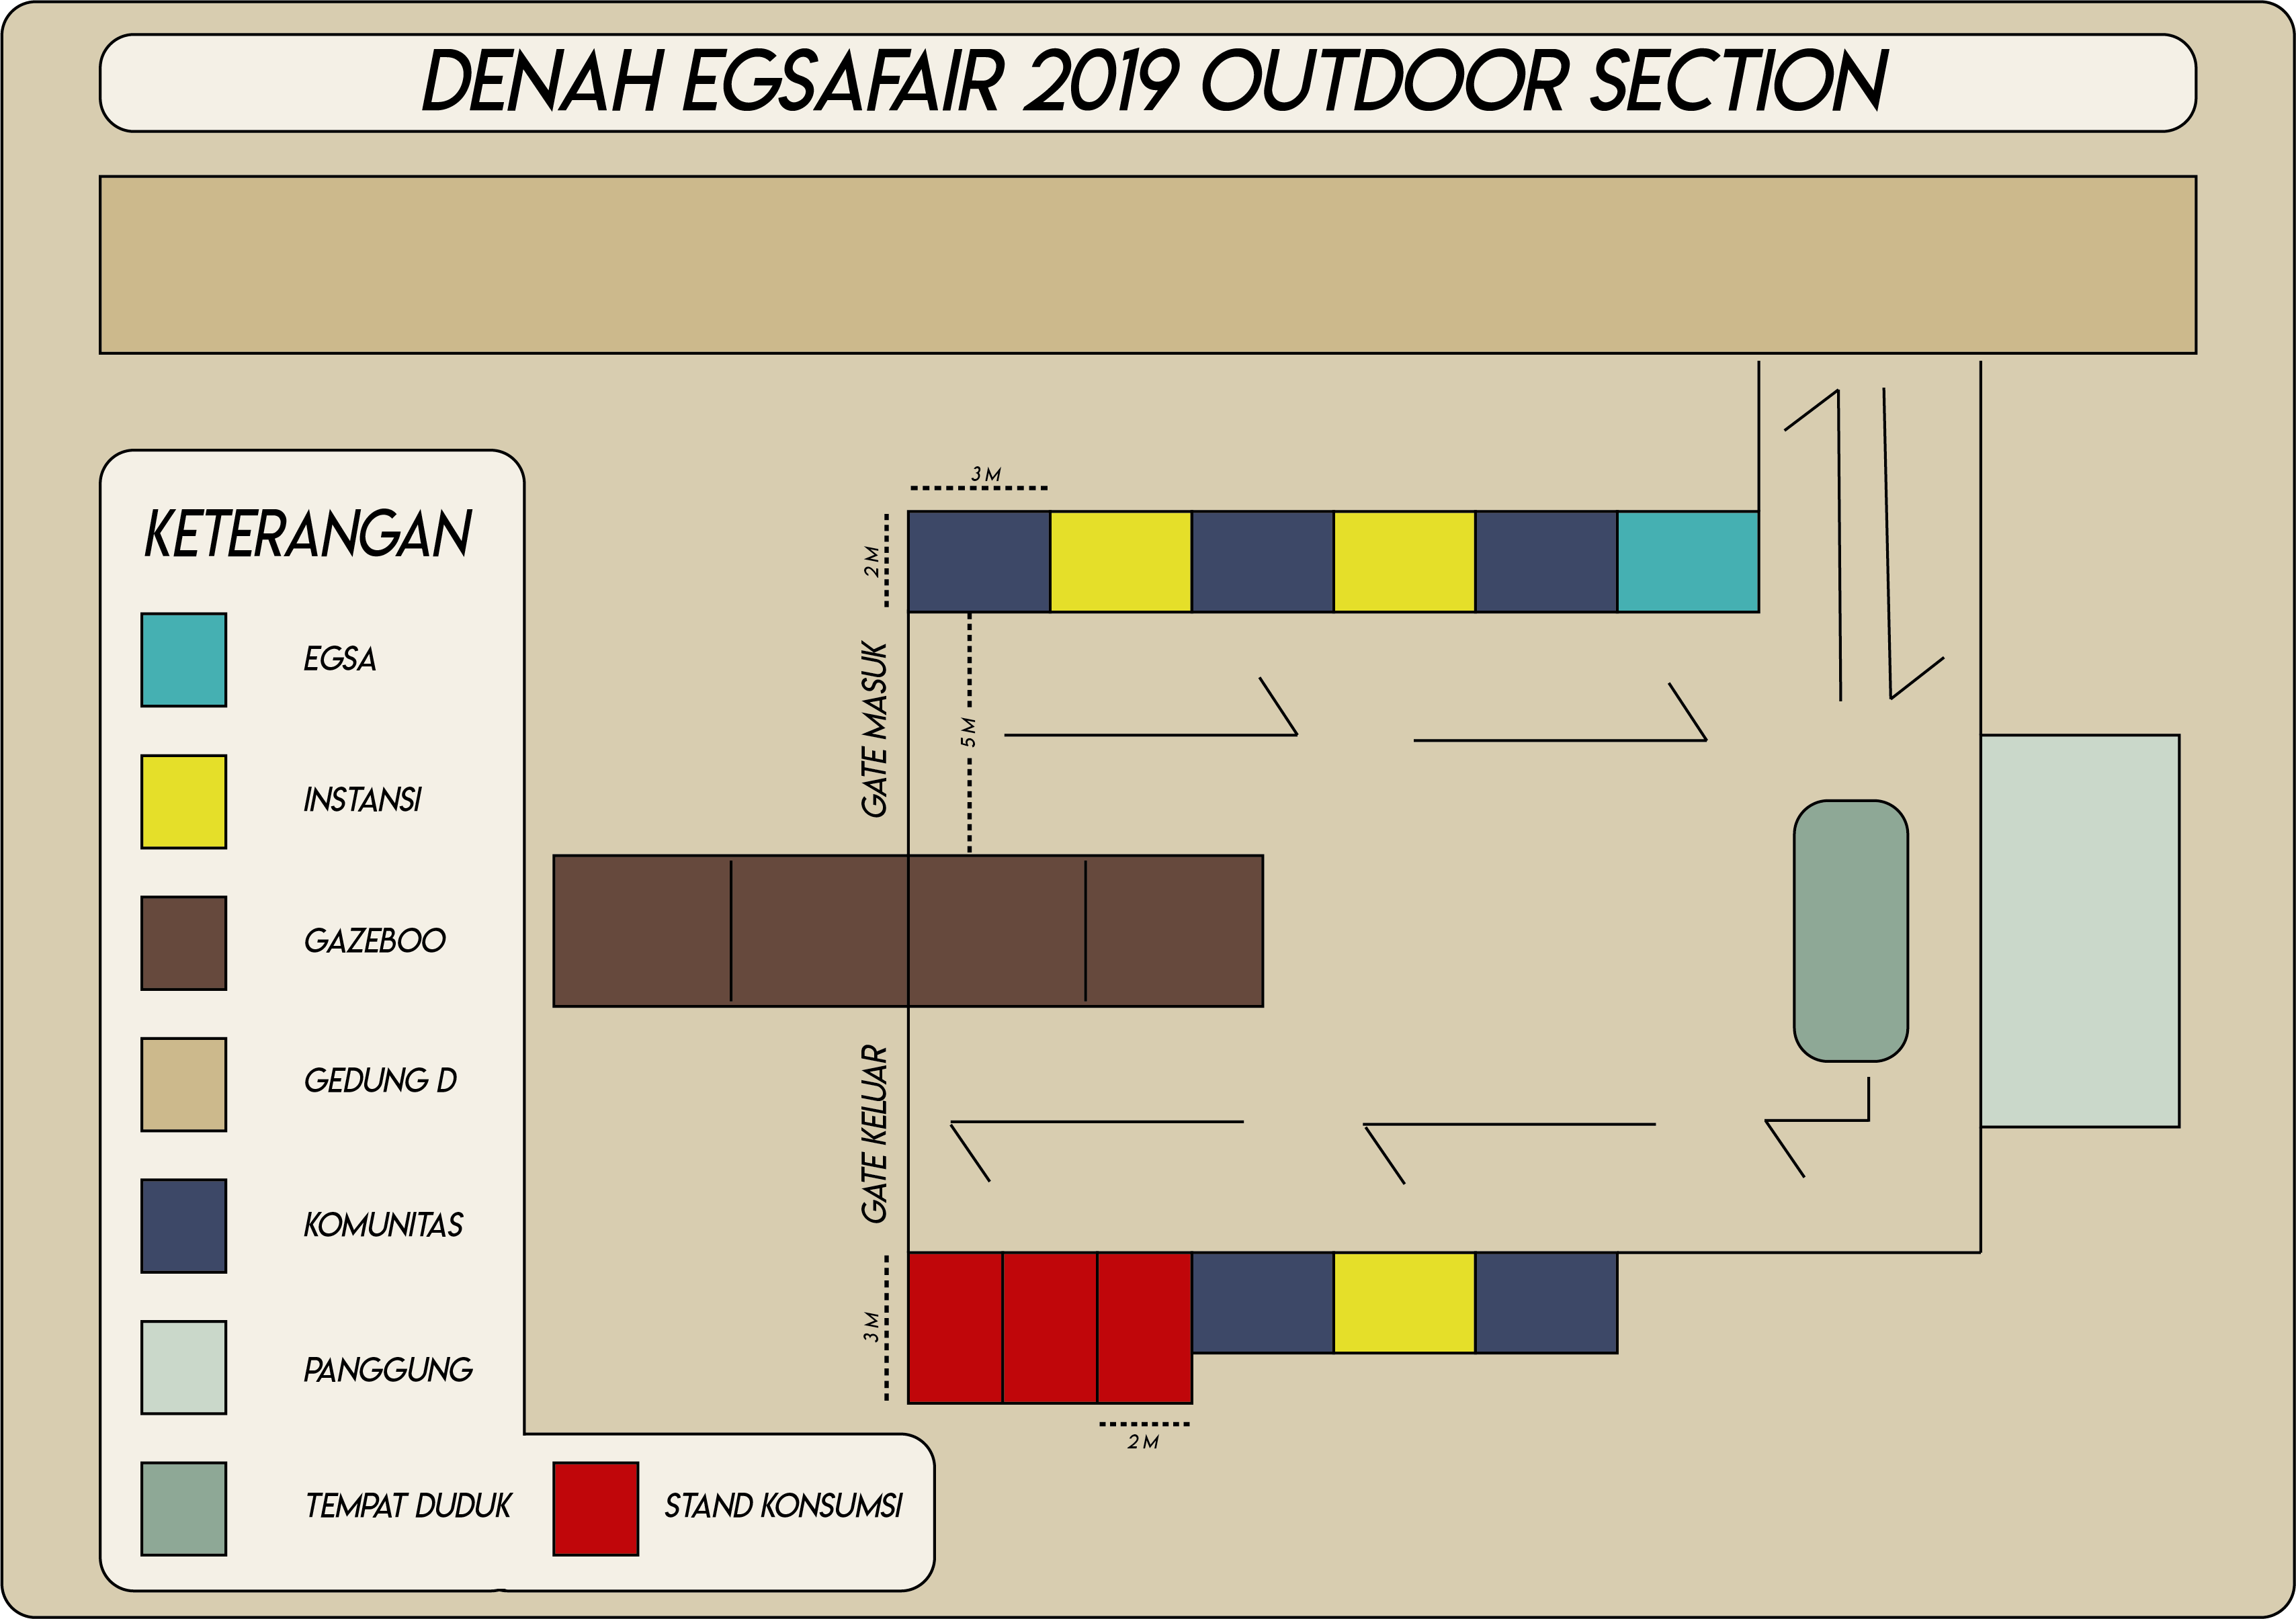 DENAH EGSAFAIR 2019 OUTDOOR SECTION
KETERANGAN
EGSA
INSTANSI
GAZEBOO
GEDUNG D
KOMUNITAS
PANGGUNG
TEMPAT DUDUK
STAND KONSUMSI
3 M
2 M
GATE MASUK
5 M
GATE KELUAR
3 M
2 M